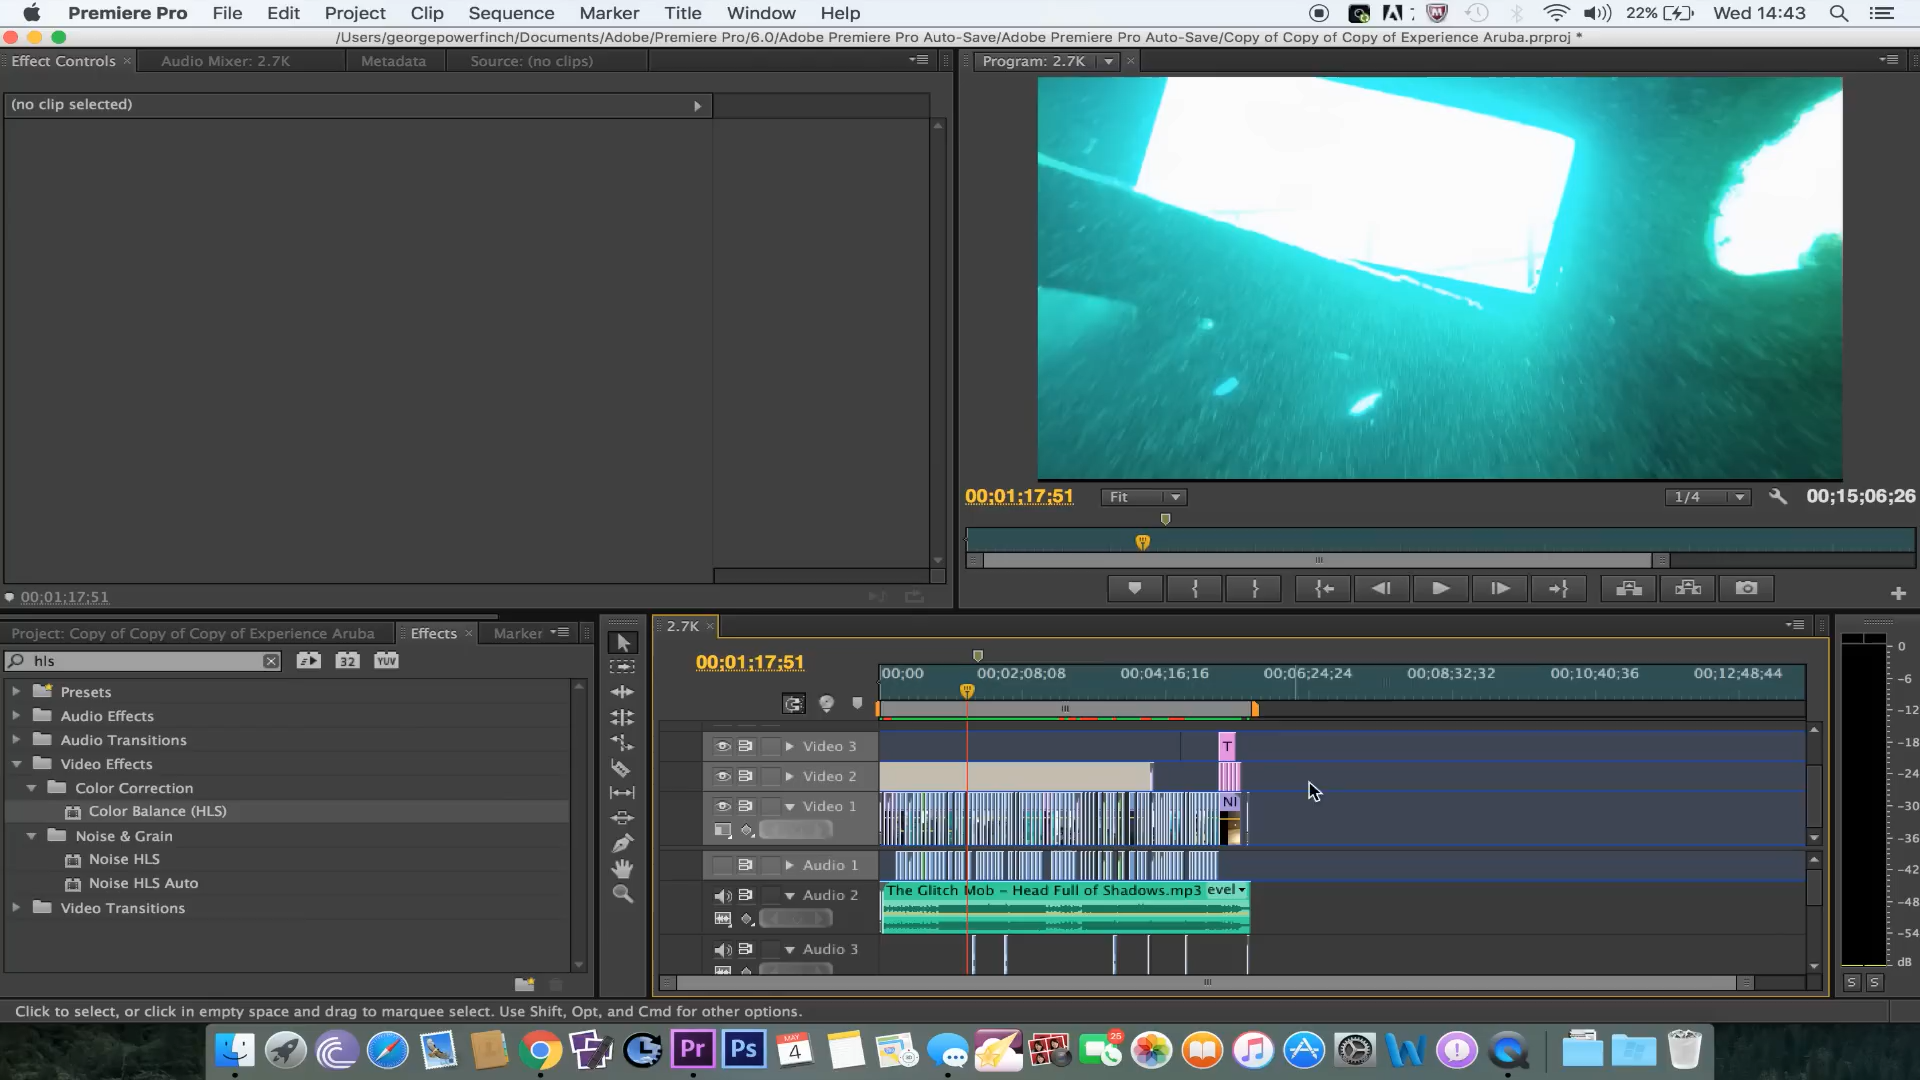 Premiere Pro File Edit Project Clip Sequence Marker Title Window Help 22% Wed 14:43
/Users/georgepowerfinch/Documents/Adobe/Premiere Pro/6.0/Adobe Premiere Pro Auto-Save/Adobe Premiere Pro Auto-Save/Copy of Copy of Copy of Experience Aruba.prproj *
Effect Controls Audio Mixer: 2.7K Metadata Source: (no clips) Program: 2.7K
(no clip selected)
00;01;17;51 Fit 1/4 00;15;06;26
00;01;17;51
Project: Copy of Copy of Copy of Experience Aruba Effects Marker 2.7K
hls 32 YUV
00;01;17;51
00;00 00;02;08;08 00;04;16;16 00;06;24;24 00;08;32;32 00;10;40;36 00;12;48;44
Presets
Audio Effects
Audio Transitions
Video Effects
Color Correction
Color Balance (HLS)
Noise & Grain
Noise HLS
Noise HLS Auto
Video Transitions
Video 3 T
Video 2
Video 1 NI
Audio 1
Audio 2 The Glitch Mob – Head Full of Shadows.mp3 evel
Audio 3
0
-6
-12
-18
-24
-30
-36
-42
-48
-54
dB
S S
Click to select, or click in empty space and drag to marquee select. Use Shift, Opt, and Cmd for other options.
Pr Ps MAY 4 26